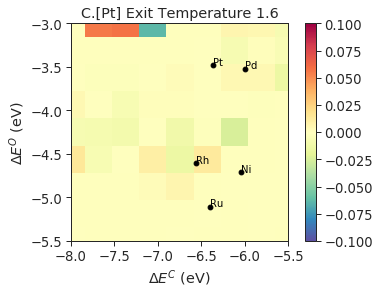 C.[Pt] Exit Temperature 1.6
−3.0
−3.5
−4.0
−4.5
−5.0
−5.5
ΔE^O (eV)
Pt
Pd
Rh
Ni
Ru
−8.0 −7.5 −7.0 −6.5 −6.0 −5.5
ΔE^C (eV)
0.100
0.075
0.050
0.025
0.000
−0.025
−0.050
−0.075
−0.100